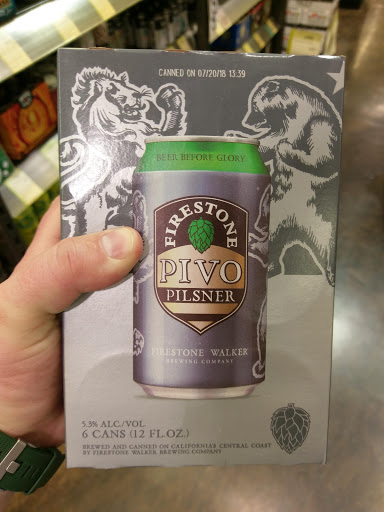 CANNED ON 07/20/18 13:39
BEER BEFORE GLORY
FIRESTONE
PIVO
PILSNER
FIRESTONE WALKER
BREWING COMPANY
5.3% ALC./VOL.
6 CANS (12 FL.OZ.)
BREWED AND CANNED ON CALIFORNIA'S CENTRAL COAST
BY FIRESTONE WALKER BREWING COMPANY